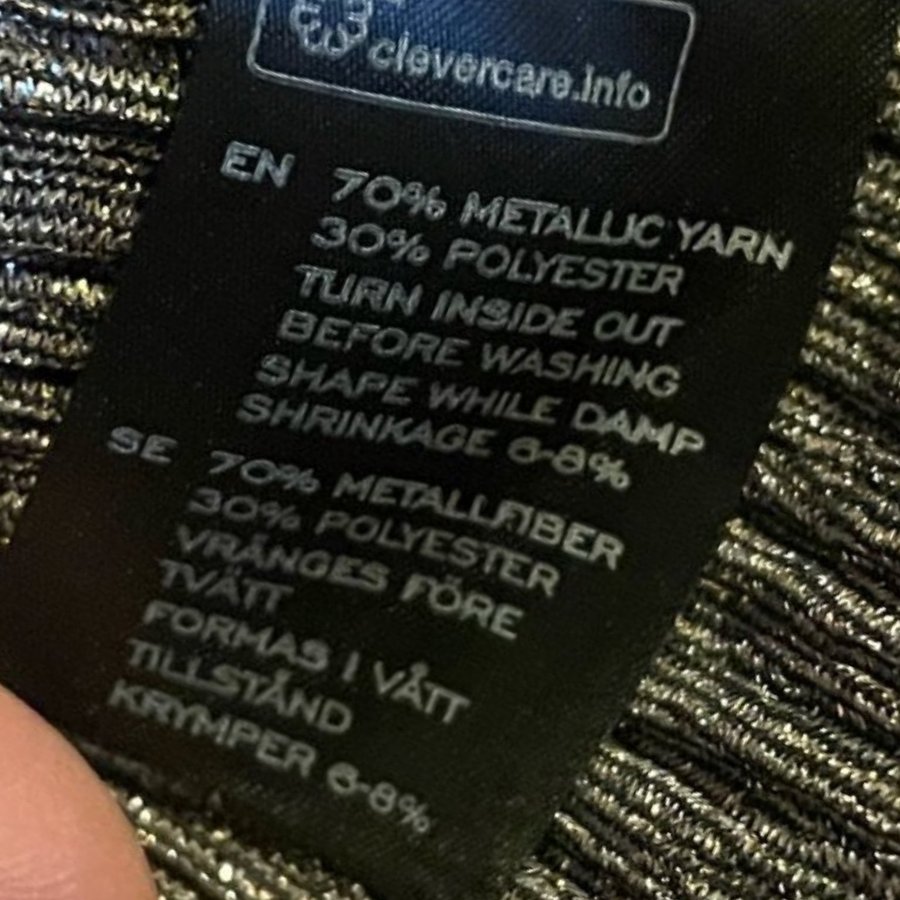 clevercare.info
EN 70% METALLIC YARN
30% POLYESTER
TURN INSIDE OUT
BEFORE WASHING
SHAPE WHILE DAMP
SHRINKAGE 6-8%
SE 70% METALLFIBER
30% POLYESTER
VRÄNGES FÖRE
TVÄTT
FORMAS I VÅTT
TILLSTÅND
KRYMPER 6-8%